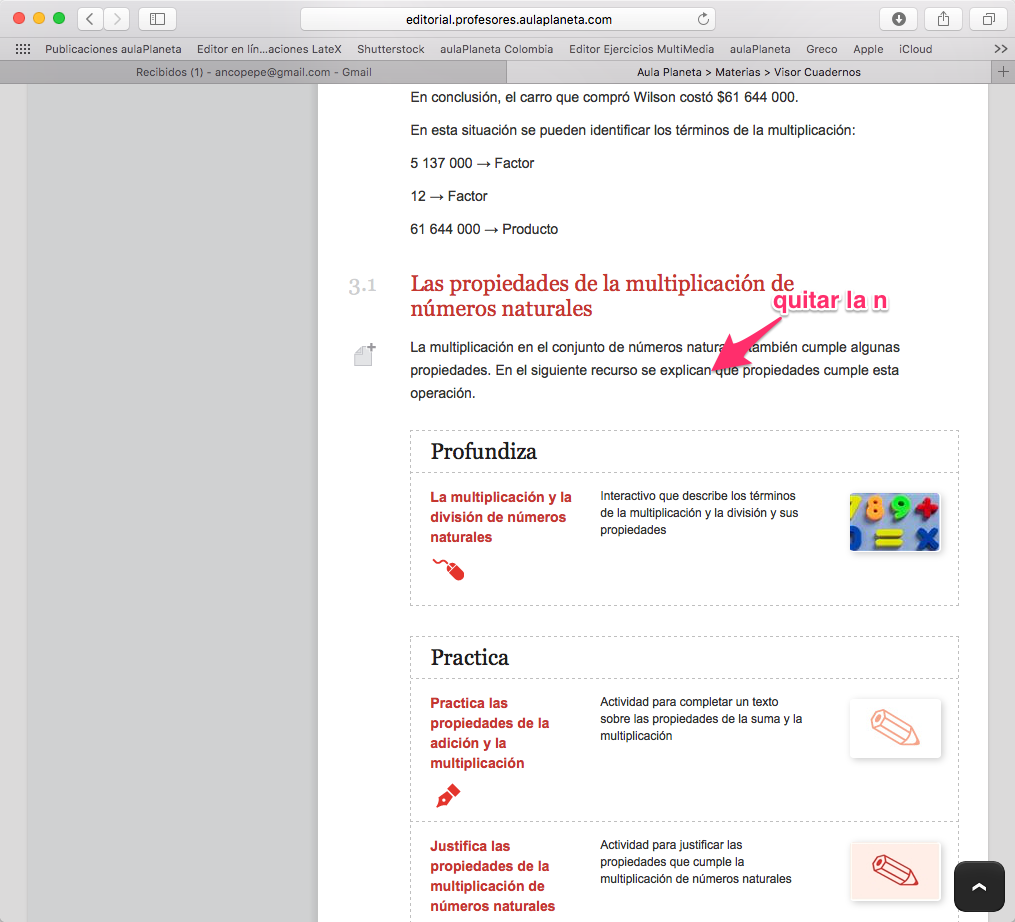 editorial.profesores.aulaplaneta.com
Publicaciones aulaPlaneta Editor en lín...aciones LateX Shutterstock aulaPlaneta Colombia Editor Ejercicios MultiMedia aulaPlaneta Greco Apple iCloud
Recibidos (1) - ancopepe@gmail.com - Gmail
Aula Planeta > Materias > Visor Cuadernos
En conclusión, el carro que compró Wilson costó $61 644 000.
En esta situación se pueden identificar los términos de la multiplicación:
5 137 000 → Factor
12 → Factor
61 644 000 → Producto
3.1 Las propiedades de la multiplicación de
números naturales
quitar la n
La multiplicación en el conjunto de números también cumple algunas
propiedades. En el siguiente recurso se explican que propiedades cumple esta
operación.
Profundiza
La multiplicación y la
división de números
naturales
Interactivo que describe los términos
de la multiplicación y la división y sus
propiedades
7 8 9 +
0 = x
Practica
Practica las
propiedades de la
adición y la
multiplicación
Actividad para completar un texto
sobre las propiedades de la suma y la
multiplicación
Justifica las
propiedades de la
multiplicación de
números naturales
Actividad para justificar las
propiedades que cumple la
multiplicación de números naturales